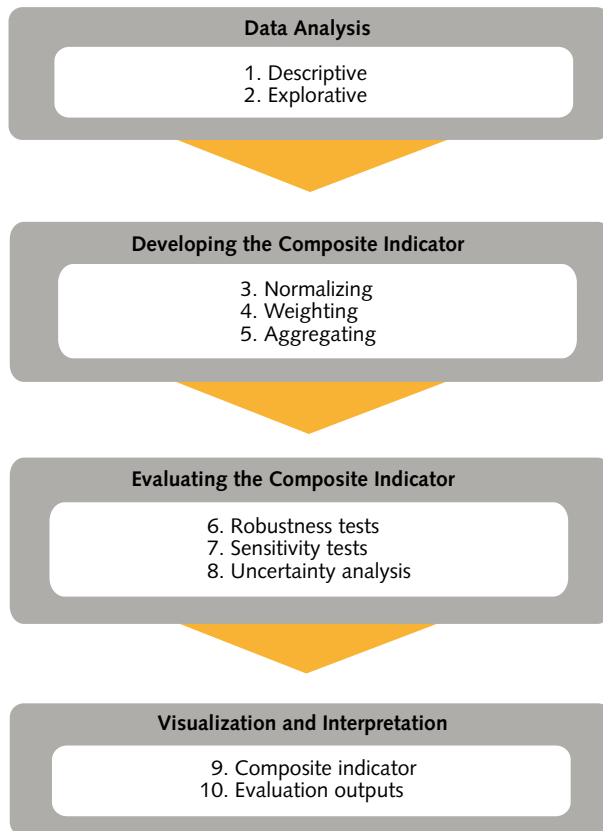 Data Analysis
1. Descriptive
2. Explorative
Developing the Composite Indicator
3. Normalizing
4. Weighting
5. Aggregating
Evaluating the Composite Indicator
6. Robustness tests
7. Sensitivity tests
8. Uncertainty analysis
Visualization and Interpretation
9. Composite indicator
10. Evaluation outputs